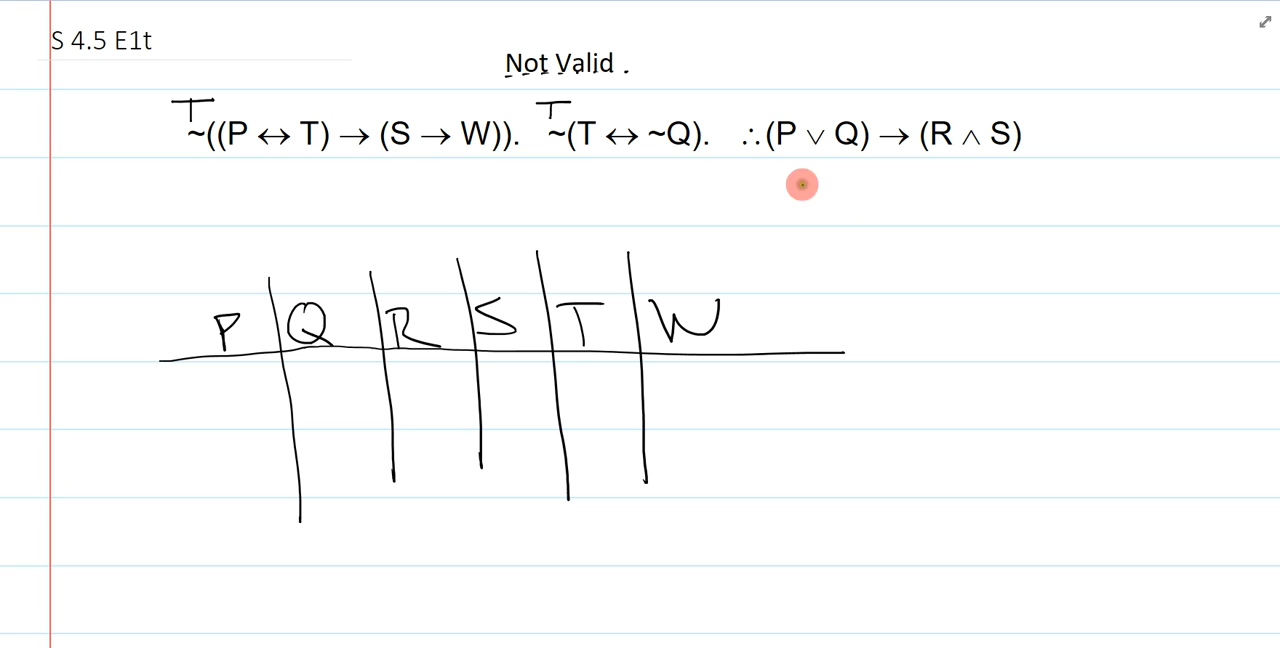 S 4.5 E1t
Not Valid .
T T
~((P ↔ T) → (S → W)). ~(T ↔ ~Q). ∴(P ∨ Q) → (R ∧ S)
P Q R S T W